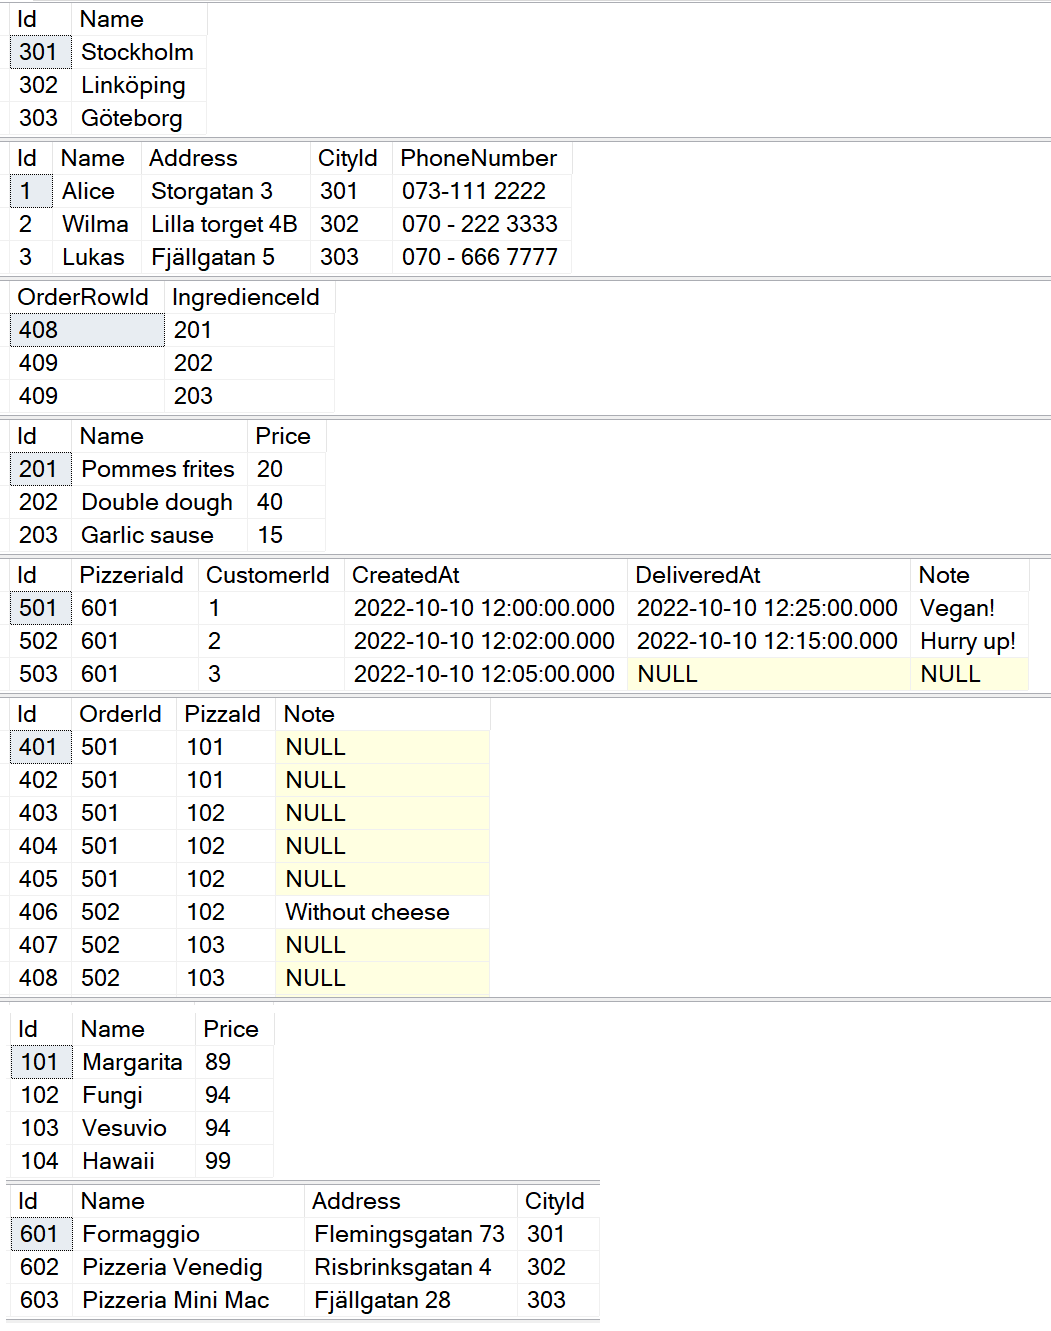 Id Name
301 Stockholm
302 Linköping
303 Göteborg
Id Name Address CityId PhoneNumber
1 Alice Storgatan 3 301 073-111 2222
2 Wilma Lilla torget 4B 302 070 - 222 3333
3 Lukas Fjällgatan 5 303 070 - 666 7777
OrderRowId IngredienceId
408 201
409 202
409 203
Id Name Price
201 Pommes frites 20
202 Double dough 40
203 Garlic sause 15
Id PizzeriaId CustomerId CreatedAt DeliveredAt Note
501 601 1 2022-10-10 12:00:00.000 2022-10-10 12:25:00.000 Vegan!
502 601 2 2022-10-10 12:02:00.000 2022-10-10 12:15:00.000 Hurry up!
503 601 3 2022-10-10 12:05:00.000 NULL NULL
Id OrderId PizzaId Note
401 501 101 NULL
402 501 101 NULL
403 501 102 NULL
404 501 102 NULL
405 501 102 NULL
406 502 102 Without cheese
407 502 103 NULL
408 502 103 NULL
Id Name Price
101 Margarita 89
102 Fungi 94
103 Vesuvio 94
104 Hawaii 99
Id Name Address CityId
601 Formaggio Flemingsgatan 73 301
602 Pizzeria Venedig Risbrinksgatan 4 302
603 Pizzeria Mini Mac Fjällgatan 28 303